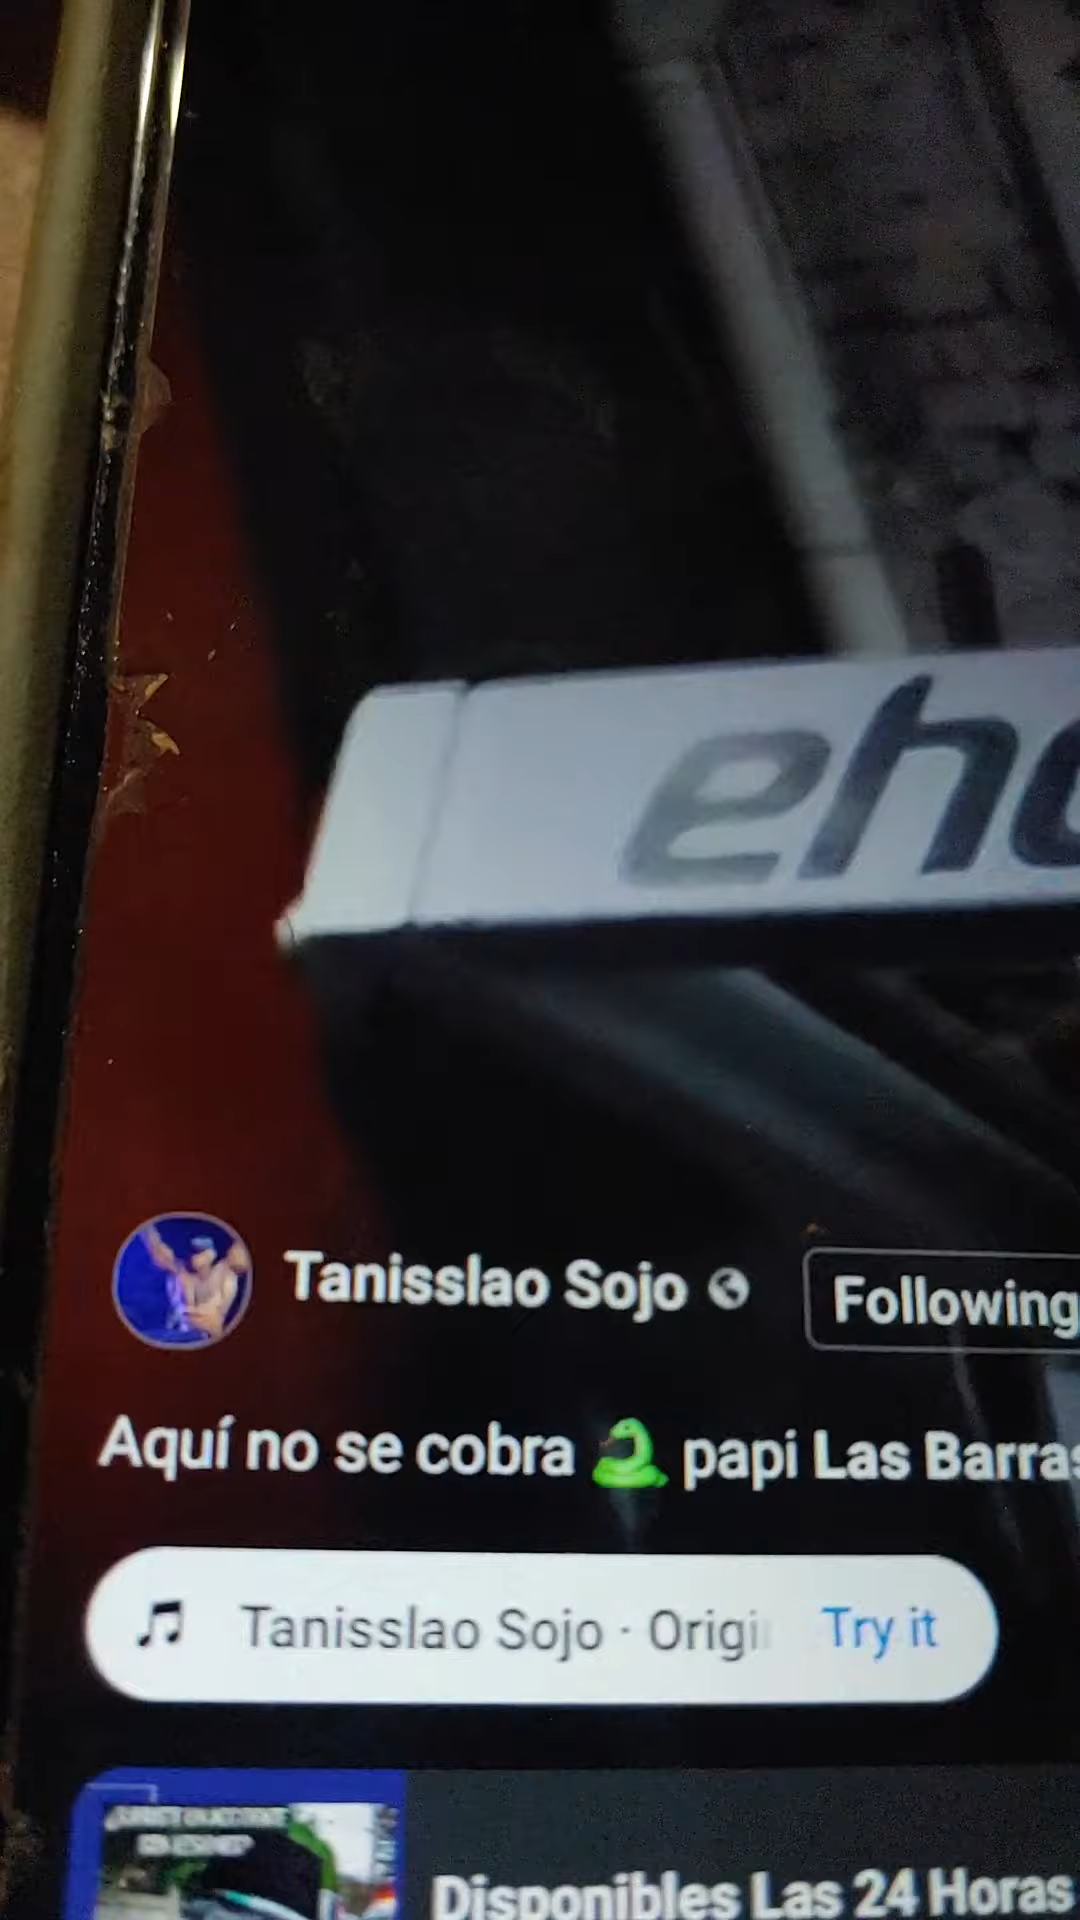 eho
Tanisslao Sojo
Following
Aquí no se cobra 🐍 papi Las Barras
Tanisslao Sojo · Origi
Try it
Disponibles Las 24 Horas